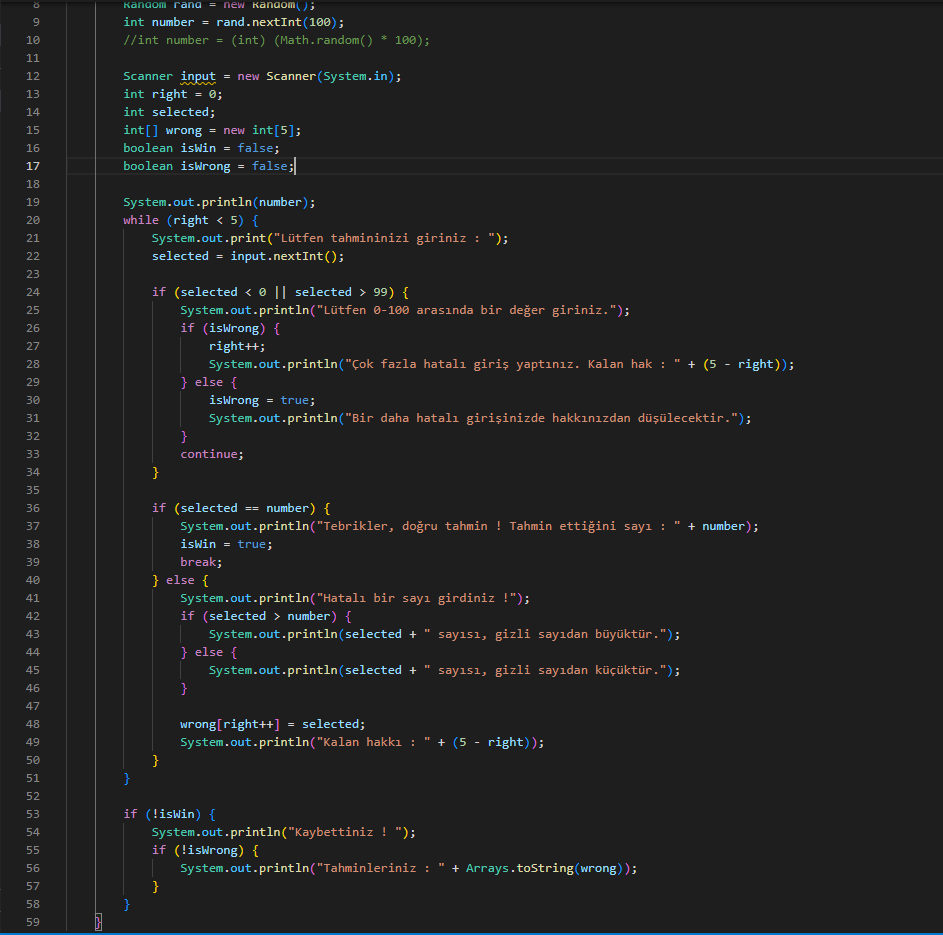 8 Random rand = new Random();
9 int number = rand.nextInt(100);
10 //int number = (int) (Math.random() * 100);
11
12 Scanner input = new Scanner(System.in);
13 int right = 0;
14 int selected;
15 int[] wrong = new int[5];
16 boolean isWin = false;
17 boolean isWrong = false;
18
19 System.out.println(number);
20 while (right < 5) {
21 System.out.print("Lütfen tahmininizi giriniz : ");
22 selected = input.nextInt();
23
24 if (selected < 0 || selected > 99) {
25 System.out.println("Lütfen 0-100 arasında bir değer giriniz.");
26 if (isWrong) {
27 right++;
28 System.out.println("Çok fazla hatalı giriş yaptınız. Kalan hak : " + (5 - right));
29 } else {
30 isWrong = true;
31 System.out.println("Bir daha hatalı girişinizde hakkınızdan düşülecektir.");
32 }
33 continue;
34 }
35
36 if (selected == number) {
37 System.out.println("Tebrikler, doğru tahmin ! Tahmin ettiğini sayı : " + number);
38 isWin = true;
39 break;
40 } else {
41 System.out.println("Hatalı bir sayı girdiniz !");
42 if (selected > number) {
43 System.out.println(selected + " sayısı, gizli sayıdan büyüktür.");
44 } else {
45 System.out.println(selected + " sayısı, gizli sayıdan küçüktür.");
46 }
47
48 wrong[right++] = selected;
49 System.out.println("Kalan hakkı : " + (5 - right));
50 }
51 }
52
53 if (!isWin) {
54 System.out.println("Kaybettiniz ! ");
55 if (!isWrong) {
56 System.out.println("Tahminleriniz : " + Arrays.toString(wrong));
57 }
58 }
59 }